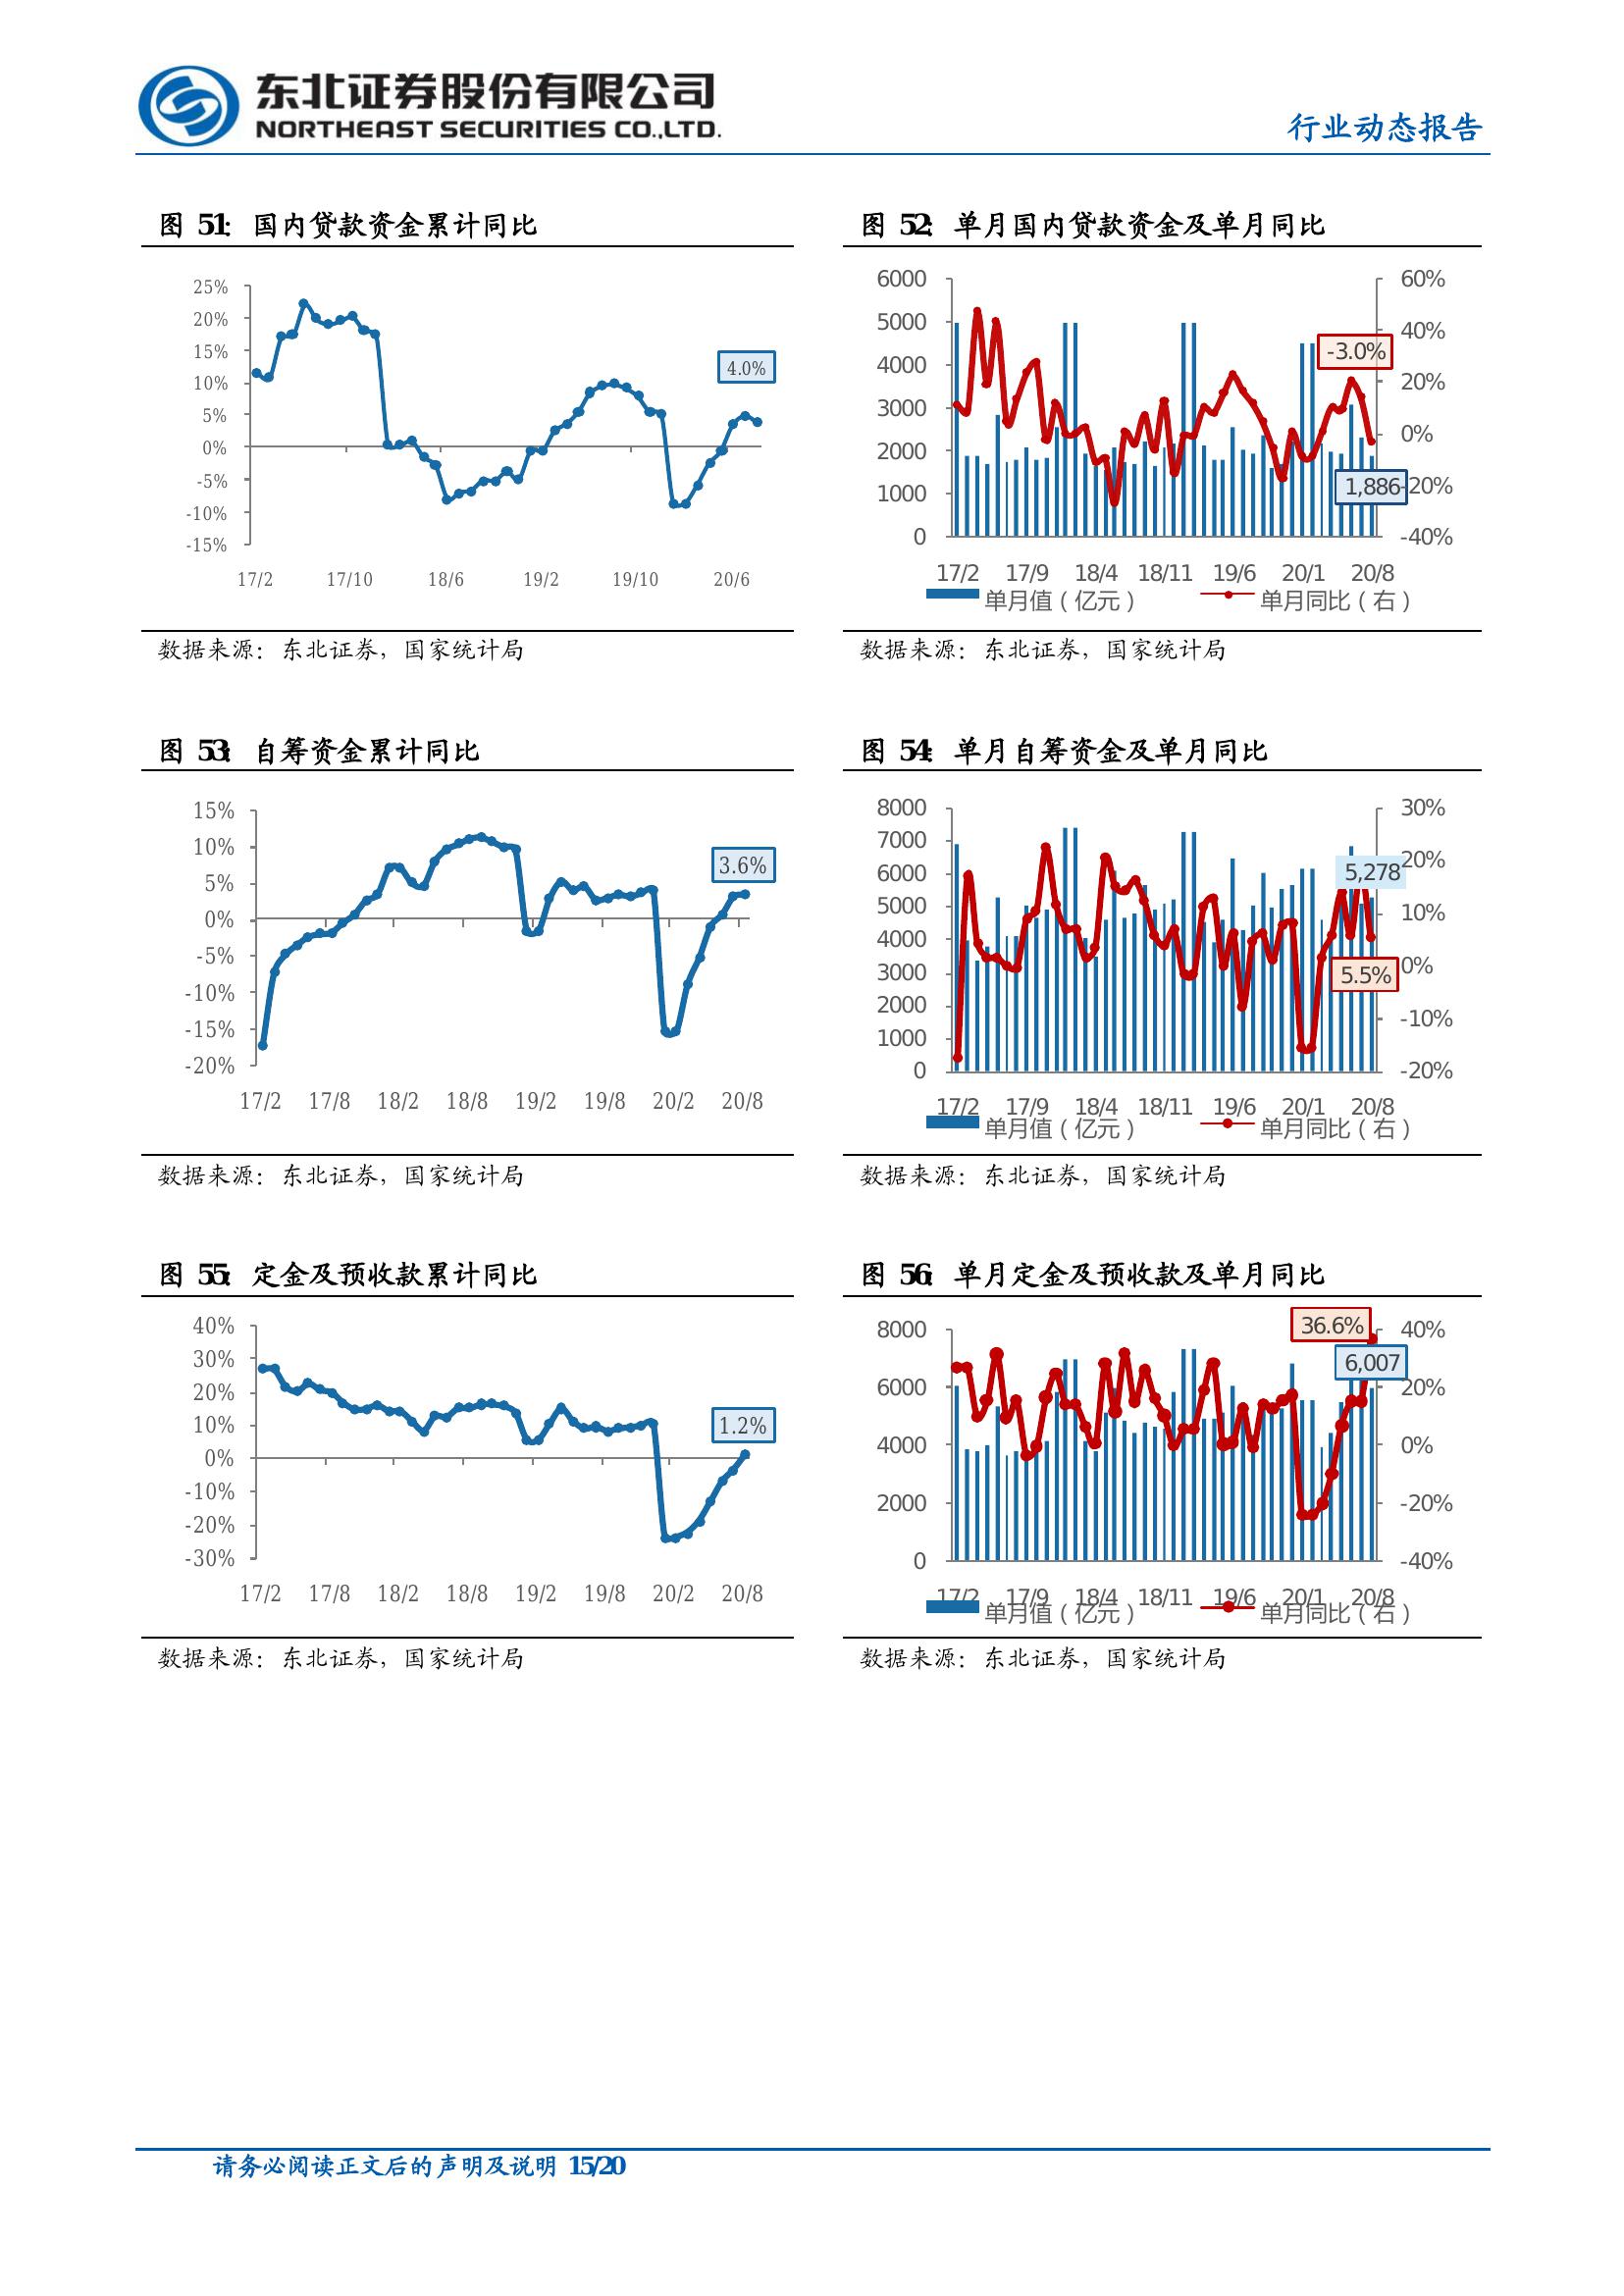 东北证券股份有限公司
NORTHEAST SECURITIES CO.,LTD.
行业动态报告
图 51: 国内贷款资金累计同比
25%
20%
15%
10%
5%
0%
-5%
-10%
-15%
4.0%
17/2 17/10 18/6 19/2 19/10 20/6
数据来源：东北证券，国家统计局
图 52: 单月国内贷款资金及单月同比
6000
5000
4000
3000
2000
1000
0
60%
40%
20%
0%
-20%
-40%
-3.0%
1,886
17/2 17/9 18/4 18/11 19/6 20/1 20/8
单月值（亿元） 单月同比（右）
数据来源：东北证券，国家统计局
图 53: 自筹资金累计同比
15%
10%
5%
0%
-5%
-10%
-15%
-20%
3.6%
17/2 17/8 18/2 18/8 19/2 19/8 20/2 20/8
数据来源：东北证券，国家统计局
图 54: 单月自筹资金及单月同比
8000
7000
6000
5000
4000
3000
2000
1000
0
30%
20%
10%
0%
-10%
-20%
5,278
5.5%
17/2 17/9 18/4 18/11 19/6 20/1 20/8
单月值（亿元） 单月同比（右）
数据来源：东北证券，国家统计局
图 55: 定金及预收款累计同比
40%
30%
20%
10%
0%
-10%
-20%
-30%
1.2%
17/2 17/8 18/2 18/8 19/2 19/8 20/2 20/8
数据来源：东北证券，国家统计局
图 56: 单月定金及预收款及单月同比
8000
6000
4000
2000
0
40%
20%
0%
-20%
-40%
36.6%
6,007
17/2 17/9 18/4 18/11 19/6 20/1 20/8
单月值（亿元） 单月同比（右）
数据来源：东北证券，国家统计局
请务必阅读正文后的声明及说明 15/20